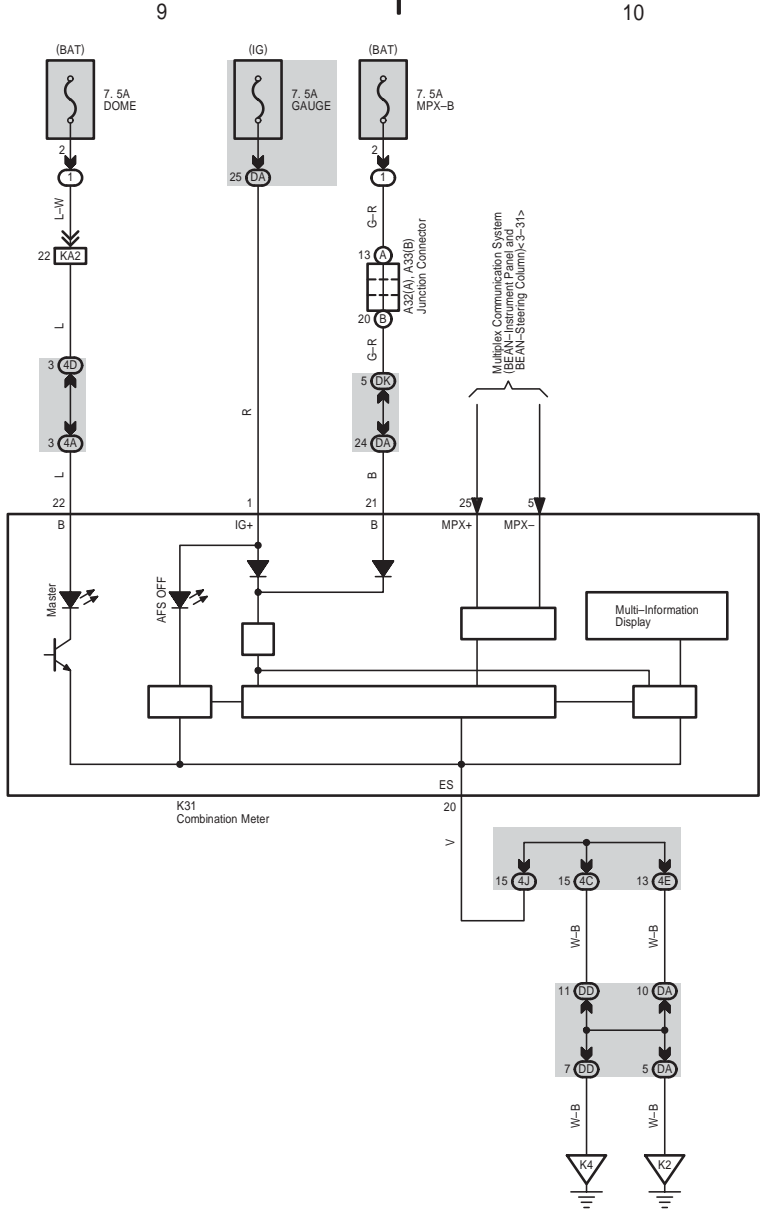 9
10
(BAT)
(IG)
(BAT)
7. 5A
DOME
7. 5A
GAUGE
7. 5A
MPX–B
2
1
25 DA
2
1
L–W
G–R
22 KA2
13 A
A32(A), A33(B)
Junction Connector
20 B
Multiplex Communication System
(BEAN–Instrument Panel and
BEAN–Steering Column)<3–31>
L
G–R
3 4D
5 DK
R
3 4A
24 DA
L
B
22
1
21
25
5
B
IG+
B
MPX+
MPX–
Master
AFS OFF
Multi–Information
Display
ES
K31
Combination Meter
20
V
15 4J
15 4C
13 4E
W–B
W–B
11 DD
10 DA
7 DD
5 DA
W–B
W–B
K4
K2